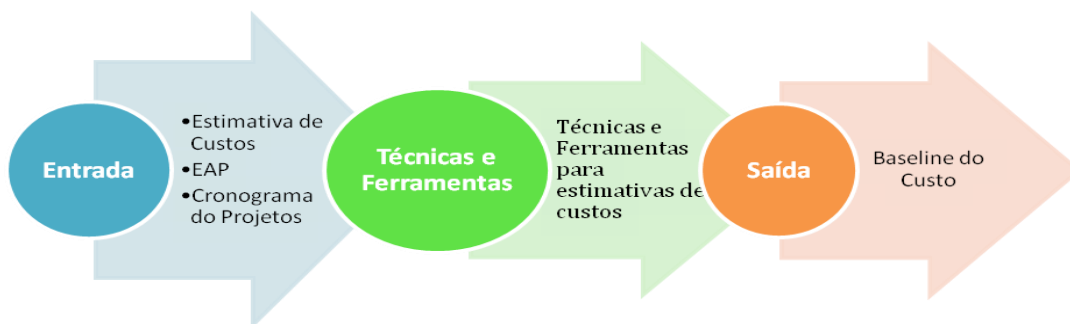 Entrada
•Estimativa de
Custos
•EAP
•Cronograma
do Projetos
Técnicas e
Ferramentas
Técnicas e
Ferramentas
para
estimativas de
custos
Saída
Baseline do
Custo